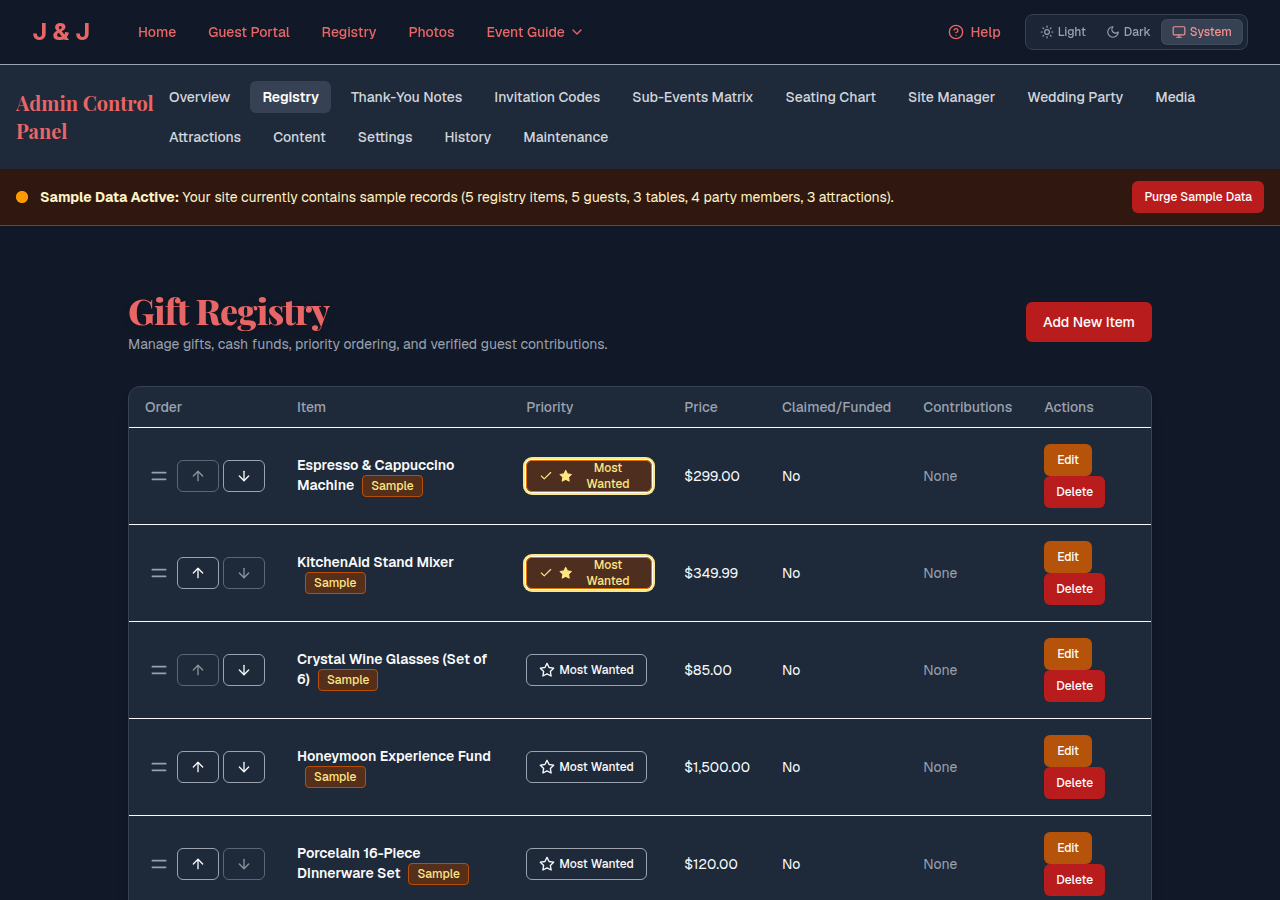 J & J
Home
Guest Portal
Registry
Photos
Event Guide
Help
Light
Dark
System
Admin Control
Panel
Overview
Registry
Thank-You Notes
Invitation Codes
Sub-Events Matrix
Seating Chart
Site Manager
Wedding Party
Media
Attractions
Content
Settings
History
Maintenance
Sample Data Active: Your site currently contains sample records (5 registry items, 5 guests, 3 tables, 4 party members, 3 attractions).
Purge Sample Data
Gift Registry
Manage gifts, cash funds, priority ordering, and verified guest contributions.
Add New Item
Order
Item
Priority
Price
Claimed/Funded
Contributions
Actions
Espresso & Cappuccino
Machine Sample
Most
Wanted
$299.00
No
None
Edit
Delete
KitchenAid Stand Mixer
Sample
Most
Wanted
$349.99
No
None
Edit
Delete
Crystal Wine Glasses (Set of
6) Sample
Most Wanted
$85.00
No
None
Edit
Delete
Honeymoon Experience Fund
Sample
Most Wanted
$1,500.00
No
None
Edit
Delete
Porcelain 16-Piece
Dinnerware Set Sample
Most Wanted
$120.00
No
None
Edit
Delete